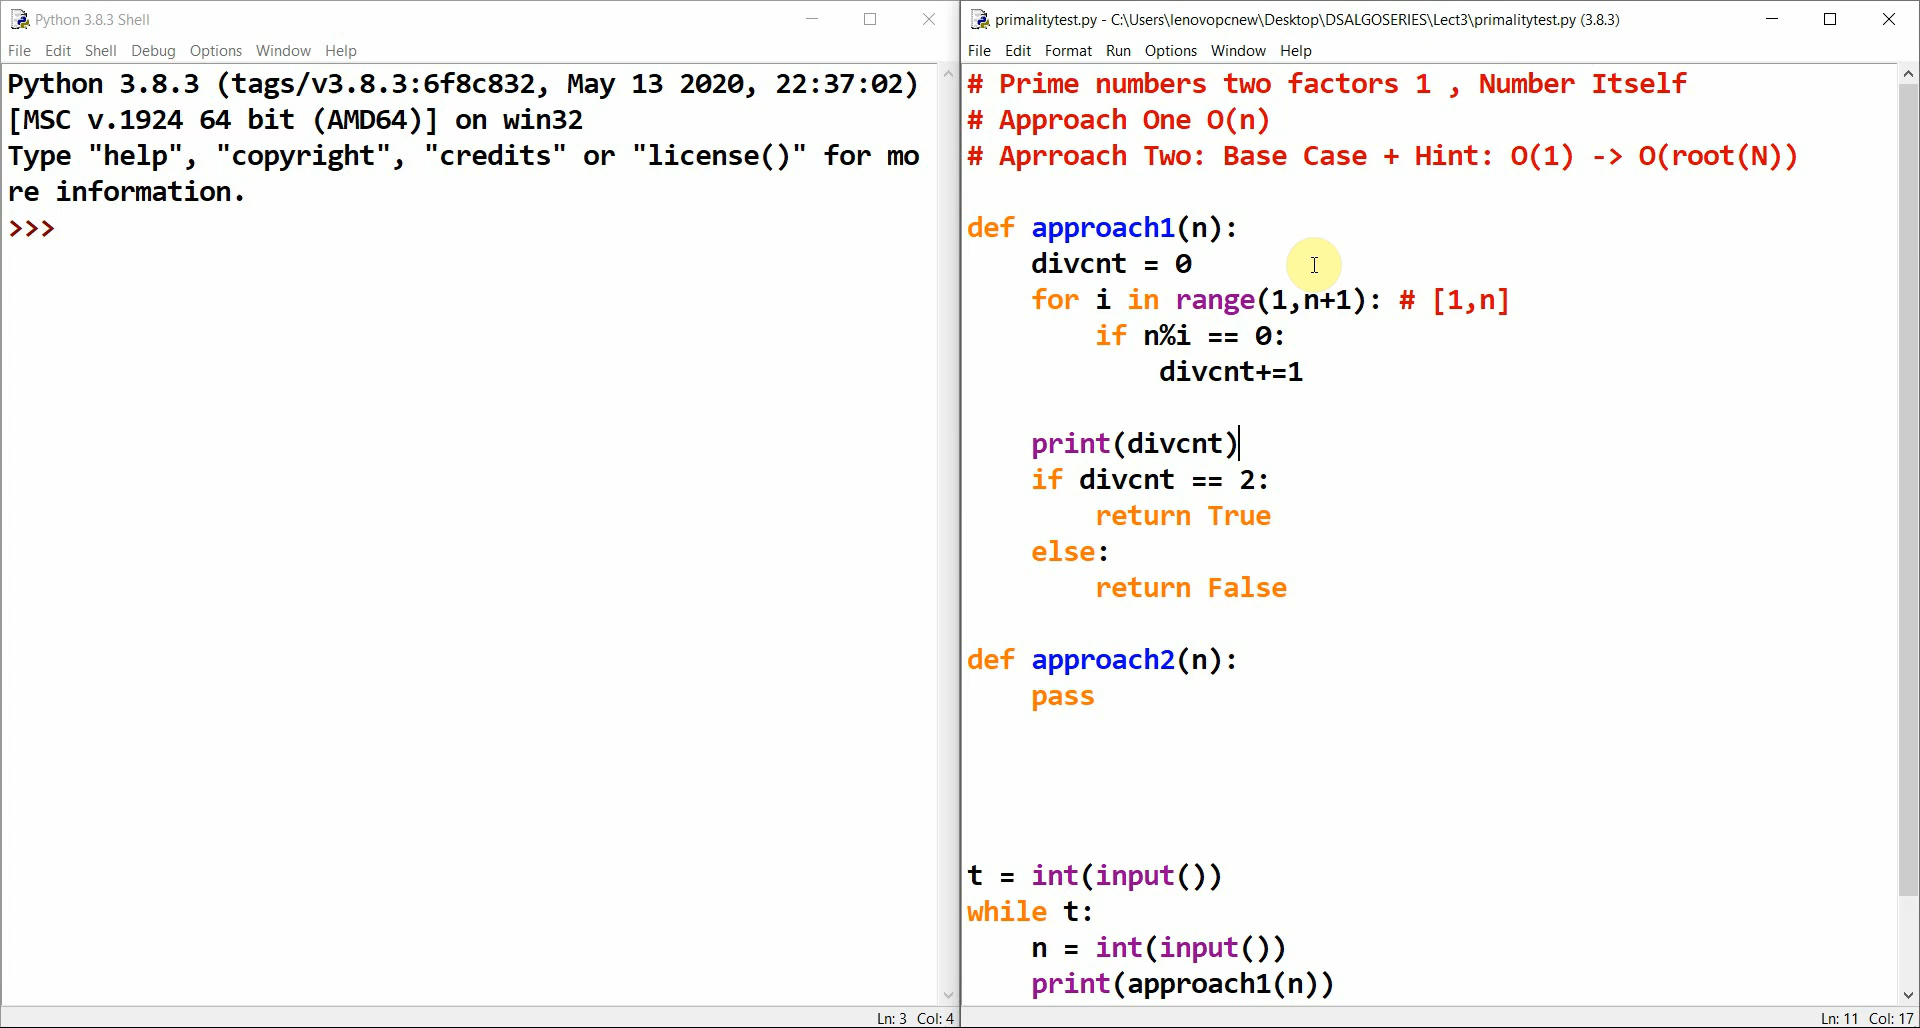 Python 3.8.3 Shell
File Edit Shell Debug Options Window Help
Python 3.8.3 (tags/v3.8.3:6f8c832, May 13 2020, 22:37:02)
[MSC v.1924 64 bit (AMD64)] on win32
Type "help", "copyright", "credits" or "license()" for mo
re information.
>>>
Ln: 3 Col: 4
primalitytest.py - C:\Users\lenovopcnew\Desktop\DSALGOSERIES\Lect3\primalitytest.py (3.8.3)
File Edit Format Run Options Window Help
# Prime numbers two factors 1 , Number Itself
# Approach One O(n)
# Aprroach Two: Base Case + Hint: O(1) -> O(root(N))
def approach1(n):
    divcnt = 0
    for i in range(1,n+1): # [1,n]
        if n%i == 0:
            divcnt+=1
    print(divcnt)
    if divcnt == 2:
        return True
    else:
        return False
def approach2(n):
    pass
t = int(input())
while t:
    n = int(input())
    print(approach1(n))
Ln: 11 Col: 17